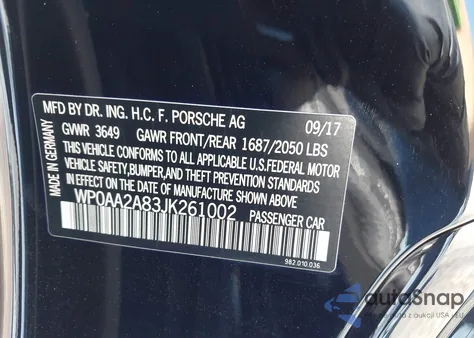 MFD BY DR. ING. H.C. F. PORSCHE AG 09/17
GVWR 3649 GAWR FRONT/REAR 1687/2050 LBS
THIS VEHICLE CONFORMS TO ALL APPLICABLE U.S. FEDERAL MOTOR
VEHICLE SAFETY, BUMPER, AND THEFT PREVENTION STANDARDS
IN EFFECT ON THE DATE OF MANUFACTURE SHOWN ABOVE
WP0AA2A83JK261002 PASSENGER CAR
982.010.036
MADE IN GERMANY
autoSnap